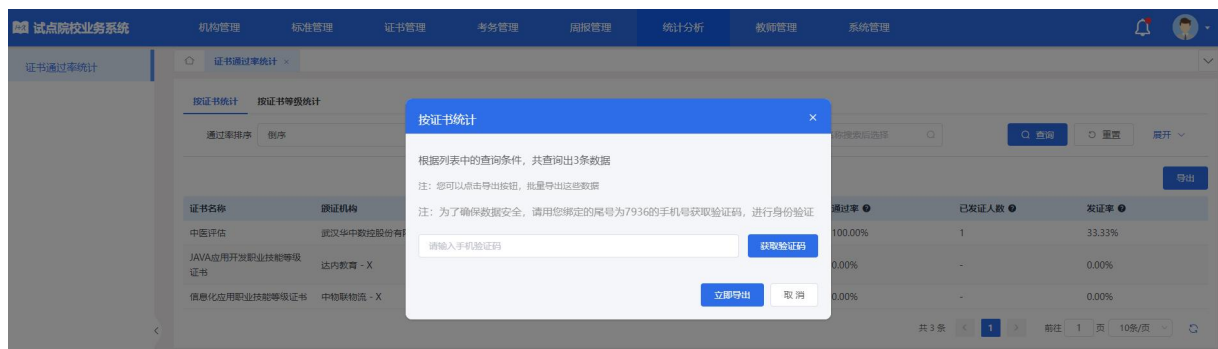 试点院校业务系统 机构管理 标准管理 证书管理 考务管理 周报管理 统计分析 教师管理 系统管理
证书通过率统计 证书通过率统计 ×
按证书统计 按证书等级统计
通过率排序 倒序 称搜索后选择 查询 重置 展开
导出
按证书统计 ×
根据列表中的查询条件，共查询出3条数据
注：您可以点击导出按钮，批量导出这些数据
注：为了确保数据安全，请用您绑定的尾号为7936的手机号获取验证码，进行身份验证
请输入手机验证码 获取验证码
立即导出 取消
证书名称 颁证机构 通过率 已发证人数 发证率
中医评估 武汉华中数控股份有 100.00% 1 33.33%
JAVA应用开发职业技能等级
证书 达内教育 - X 0.00% - 0.00%
信息化应用职业技能等级证书 中物联物流 - X 0.00% - 0.00%
共 3 条 < 1 > 前往 1 页 10条/页